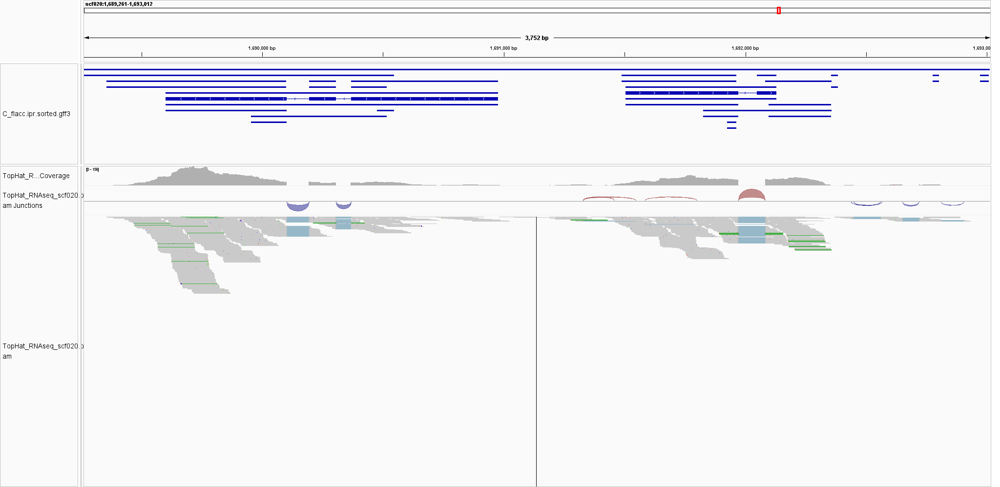 scf020:1,689,261-1,693,012
3,752 bp
1,690,000 bp
1,691,000 bp
1,692,000 bp
1,693,00
C_flacc.ipr.sorted.gff3
[0 - 156]
TopHat_R...Coverage
TopHat_RNAseq_scf020.b
am Junctions
TopHat_RNAseq_scf020.b
am